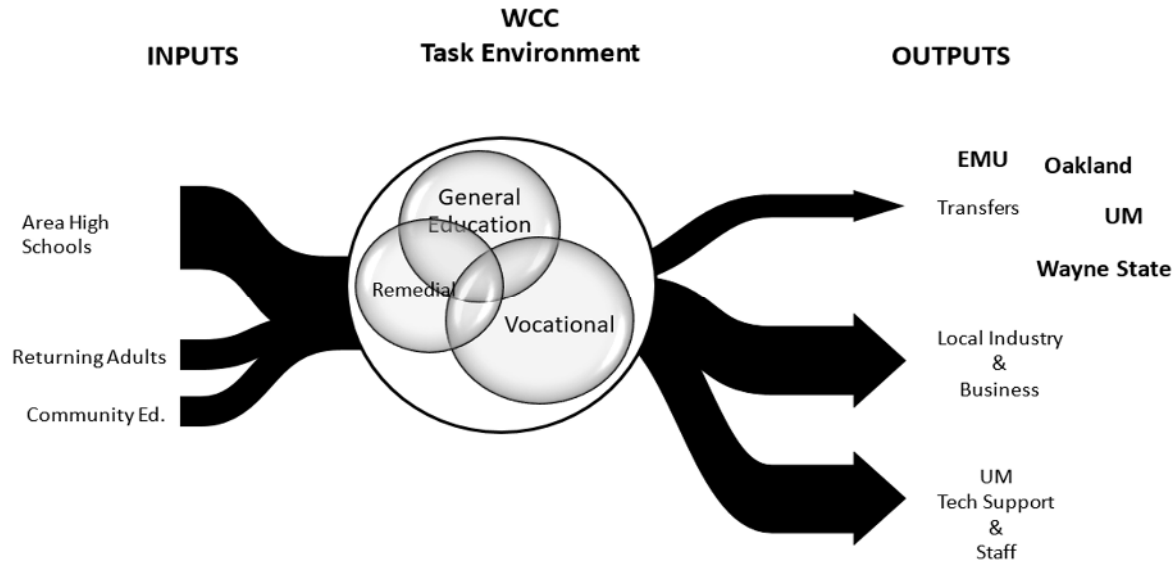 WCC
Task Environment
INPUTS
OUTPUTS
Area High
Schools
Returning Adults
Community Ed.
General
Education
Remedial
Vocational
EMU
Oakland
Transfers
UM
Wayne State
Local Industry
&
Business
UM
Tech Support
&
Staff